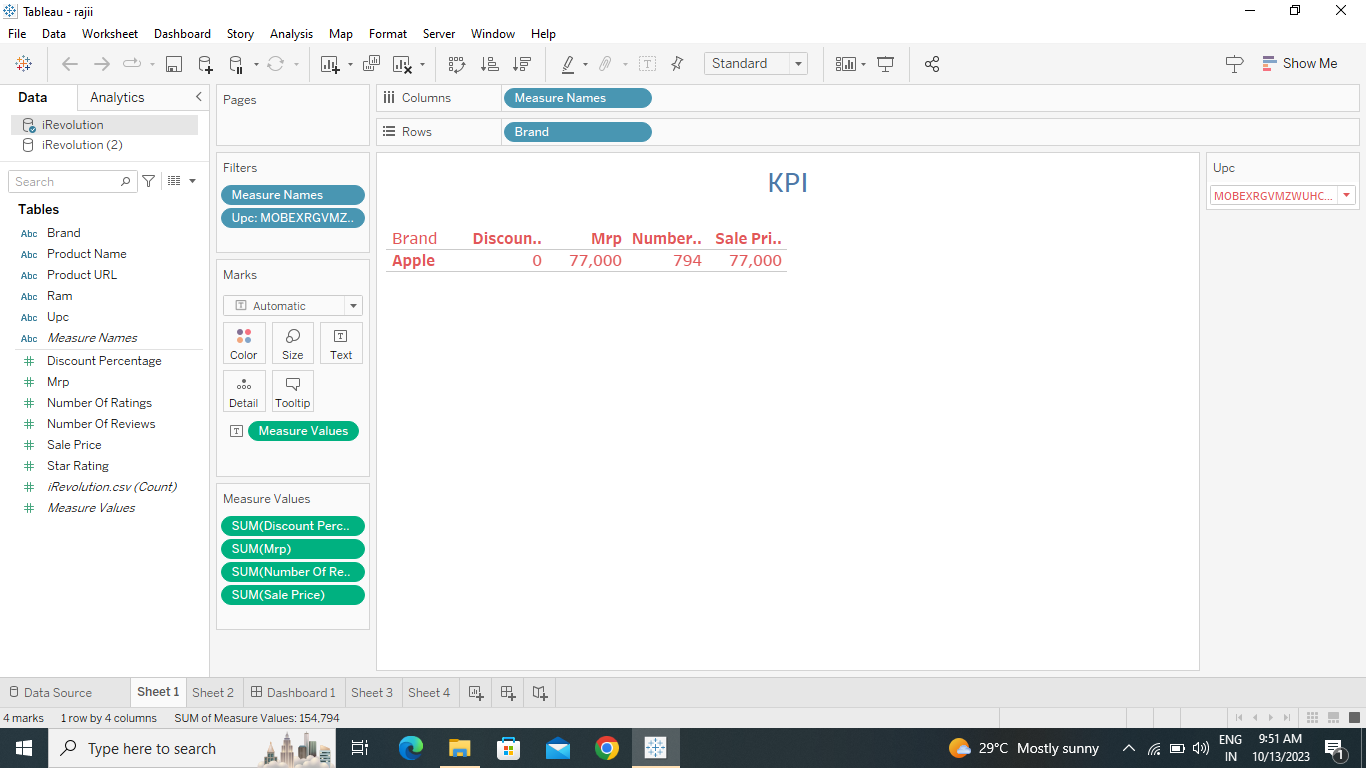 Tableau - rajii
File Data Worksheet Dashboard Story Analysis Map Format Server Window Help
Standard
Show Me
Data Analytics
iRevolution
iRevolution (2)
Search
Tables
Abc Brand
Abc Product Name
Abc Product URL
Abc Ram
Abc Upc
Abc Measure Names
Discount Percentage
Mrp
Number Of Ratings
Number Of Reviews
Sale Price
Star Rating
iRevolution.csv (Count)
Measure Values
Pages
Filters
Measure Names
Upc: MOBEXRGVMZ..
Marks
T Automatic
Color Size T Text
Detail Tooltip
T Measure Values
Measure Values
SUM(Discount Perc..
SUM(Mrp)
SUM(Number Of Re..
SUM(Sale Price)
Columns Measure Names
Rows Brand
KPI
Brand Discoun.. Mrp Number.. Sale Pri..
Apple 0 77,000 794 77,000
Upc
MOBEXRGVMZWUHC...
Data Source Sheet 1 Sheet 2 Dashboard 1 Sheet 3 Sheet 4
4 marks 1 row by 4 columns SUM of Measure Values: 154,794
Type here to search
29°C Mostly sunny
ENG
IN
9:51 AM
10/13/2023
1